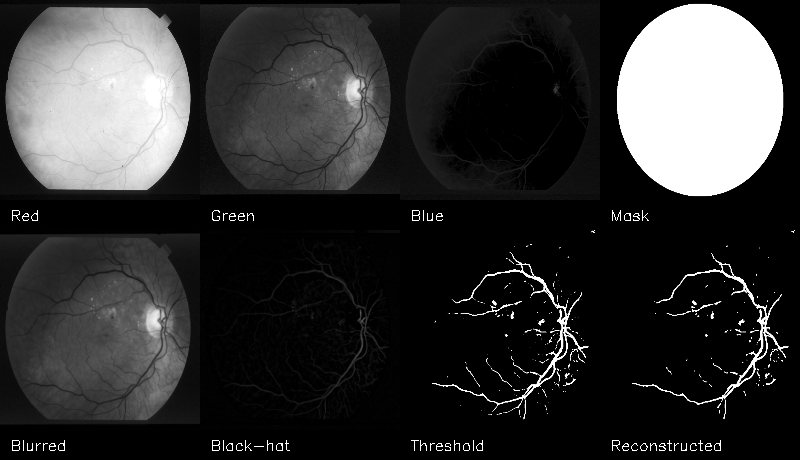 Red
Green
Blue
Mask
Blurred
Black-hat
Threshold
Reconstructed